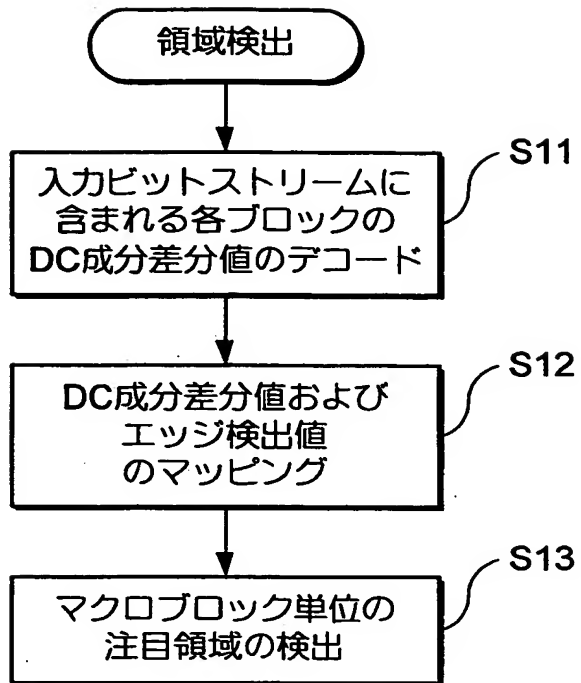 領域検出
S11
入力ビットストリームに
含まれる各ブロックの
DC成分差分値のデコード
S12
DC成分差分値および
エッジ検出値
のマッピング
S13
マクロブロック単位の
注目領域の検出